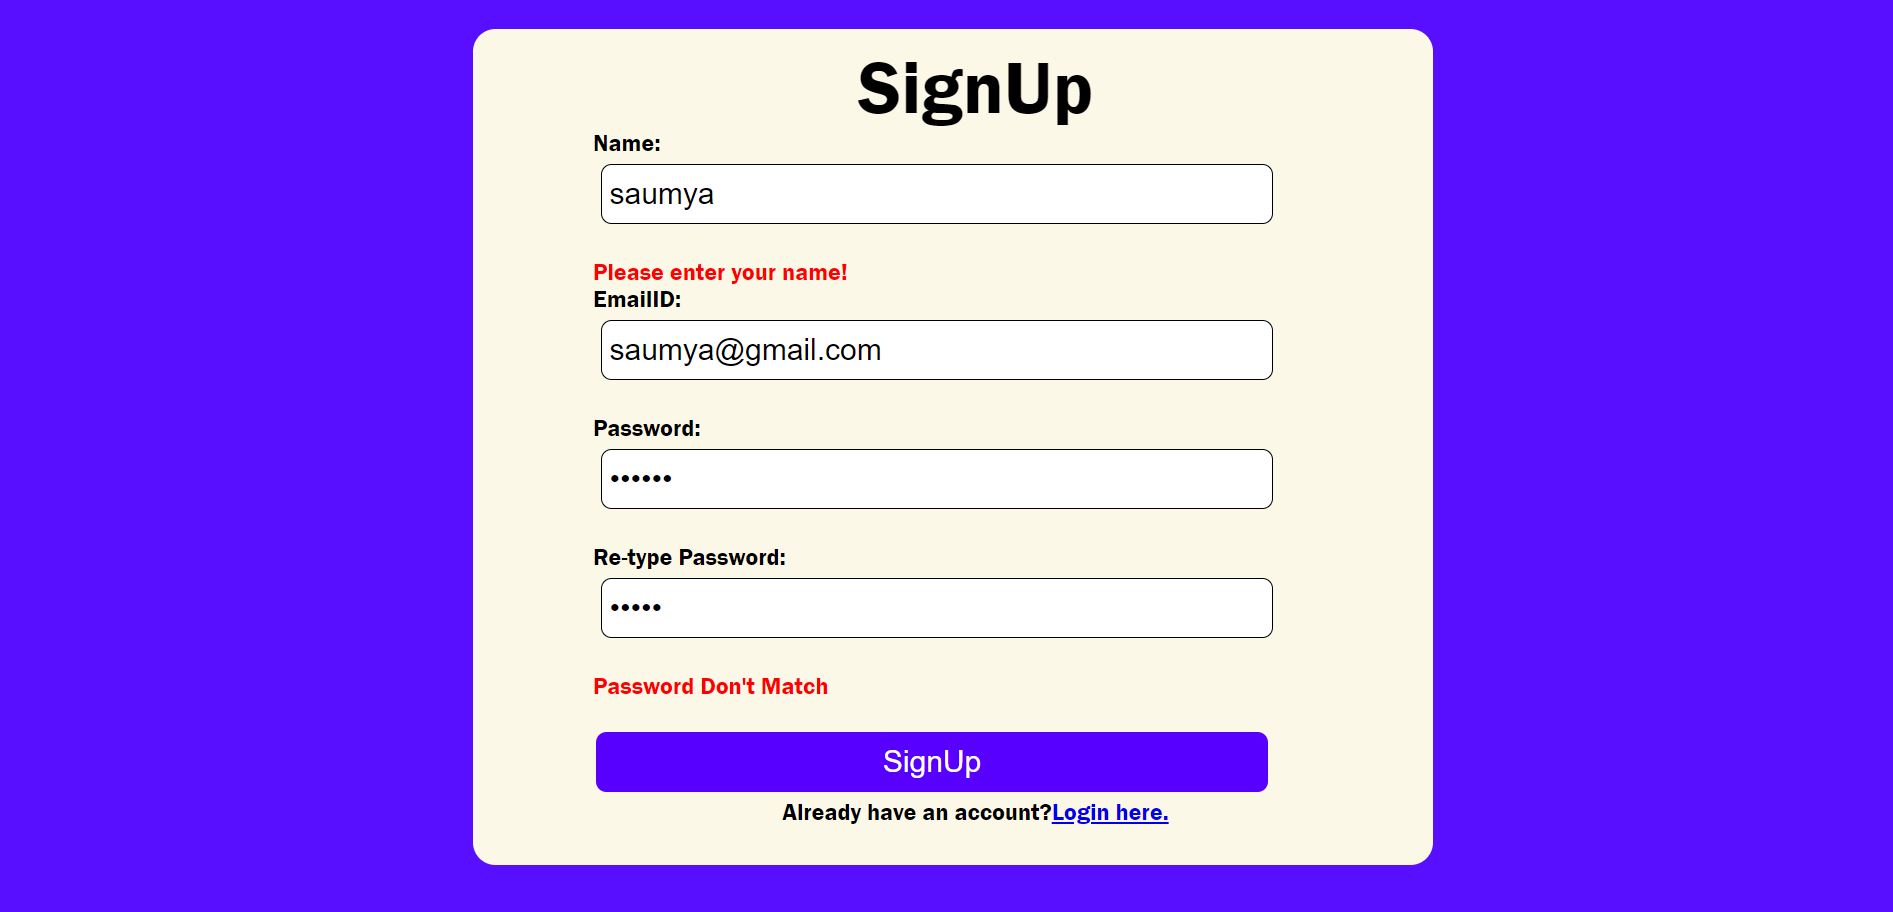 SignUp
Name:
saumya
Please enter your name!
EmailID:
saumya@gmail.com
Password:
••••••
Re-type Password:
•••••
Password Don't Match
SignUp
Already have an account?Login here.